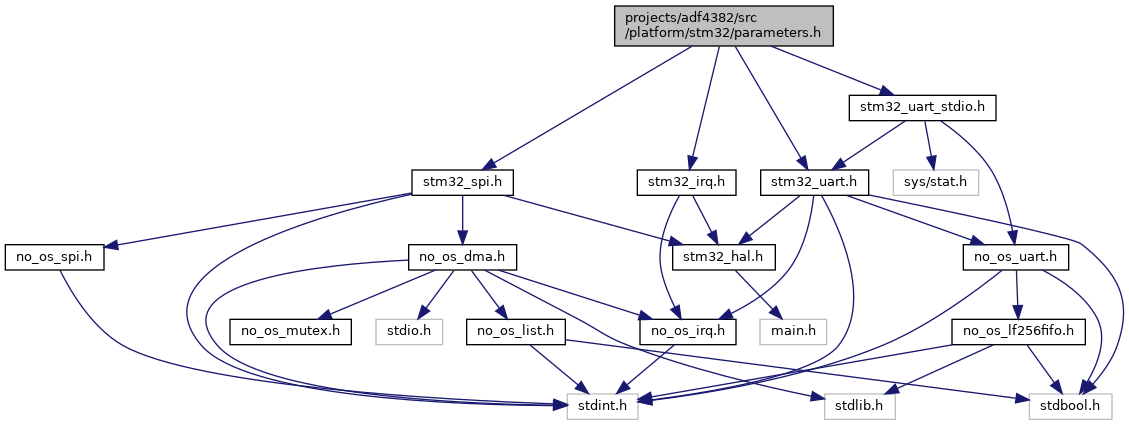 projects/adf4382/src
/platform/stm32/parameters.h
stm32_uart_stdio.h
stm32_spi.h
stm32_irq.h
stm32_uart.h
sys/stat.h
no_os_spi.h
no_os_dma.h
stm32_hal.h
no_os_uart.h
no_os_mutex.h
stdio.h
no_os_list.h
no_os_irq.h
main.h
no_os_lf256fifo.h
stdint.h
stdlib.h
stdbool.h